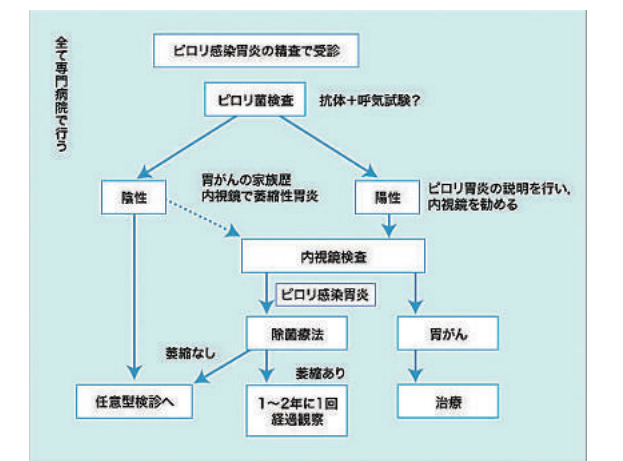 全て専門病院で行う
ピロリ感染胃炎の精査で受診
ピロリ菌検査
抗体＋呼気試験？
胃がんの家族歴
内視鏡で萎縮性胃炎
陰性
陽性
ピロリ胃炎の説明を行い，
内視鏡を勧める
内視鏡検査
ピロリ感染胃炎
除菌療法
胃がん
萎縮なし
萎縮あり
任意型検診へ
1～2年に1回
経過観察
治療